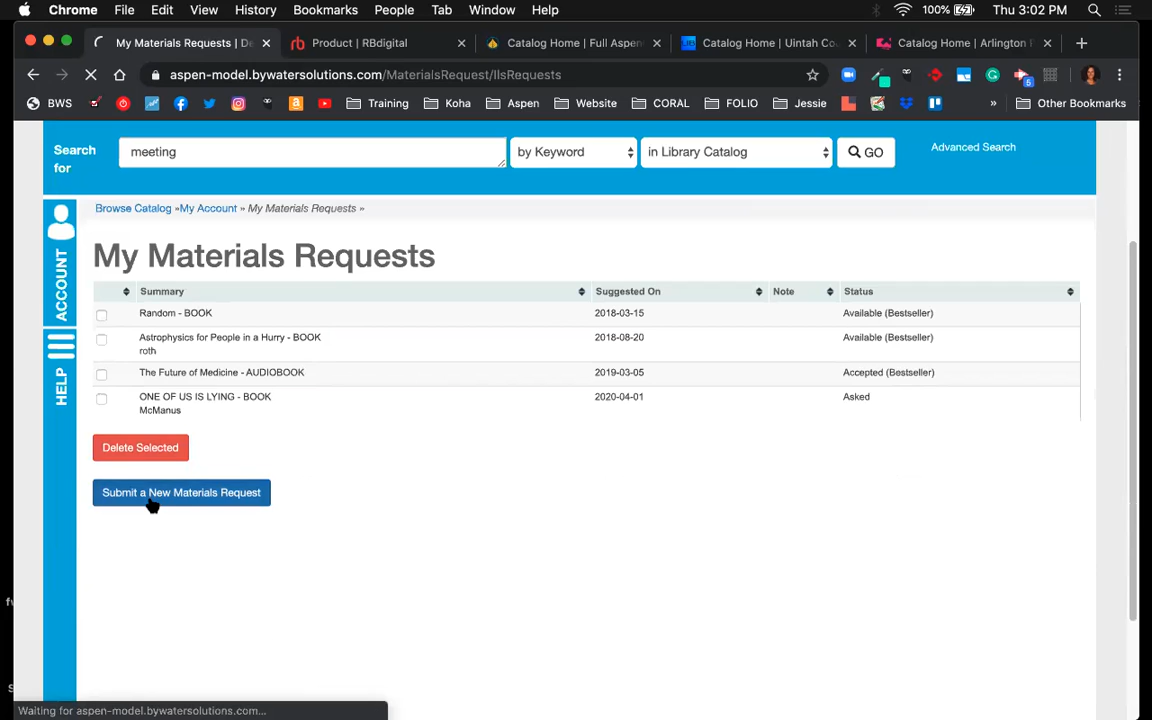 Chrome File Edit View History Bookmarks People Tab Window Help 100% Thu 3:02 PM
My Materials Requests | De × Product | RBdigital × Catalog Home | Full Aspen × Catalog Home | Uintah Cou × Catalog Home | Arlington × +
aspen-model.bywatersolutions.com/MaterialsRequest/IlsRequests
BWS Training Koha Aspen Website CORAL FOLIO Jessie » Other Bookmarks
Search for meeting by Keyword in Library Catalog GO Advanced Search
Browse Catalog »My Account » My Materials Requests »
ACCOUNT
HELP
My Materials Requests
Summary Suggested On Note Status
Random - BOOK 2018-03-15 Available (Bestseller)
Astrophysics for People in a Hurry - BOOK 2018-08-20 Available (Bestseller)
roth
The Future of Medicine - AUDIOBOOK 2019-03-05 Accepted (Bestseller)
ONE OF US IS LYING - BOOK 2020-04-01 Asked
McManus
Delete Selected
Submit a New Materials Request
Waiting for aspen-model.bywatersolutions.com...